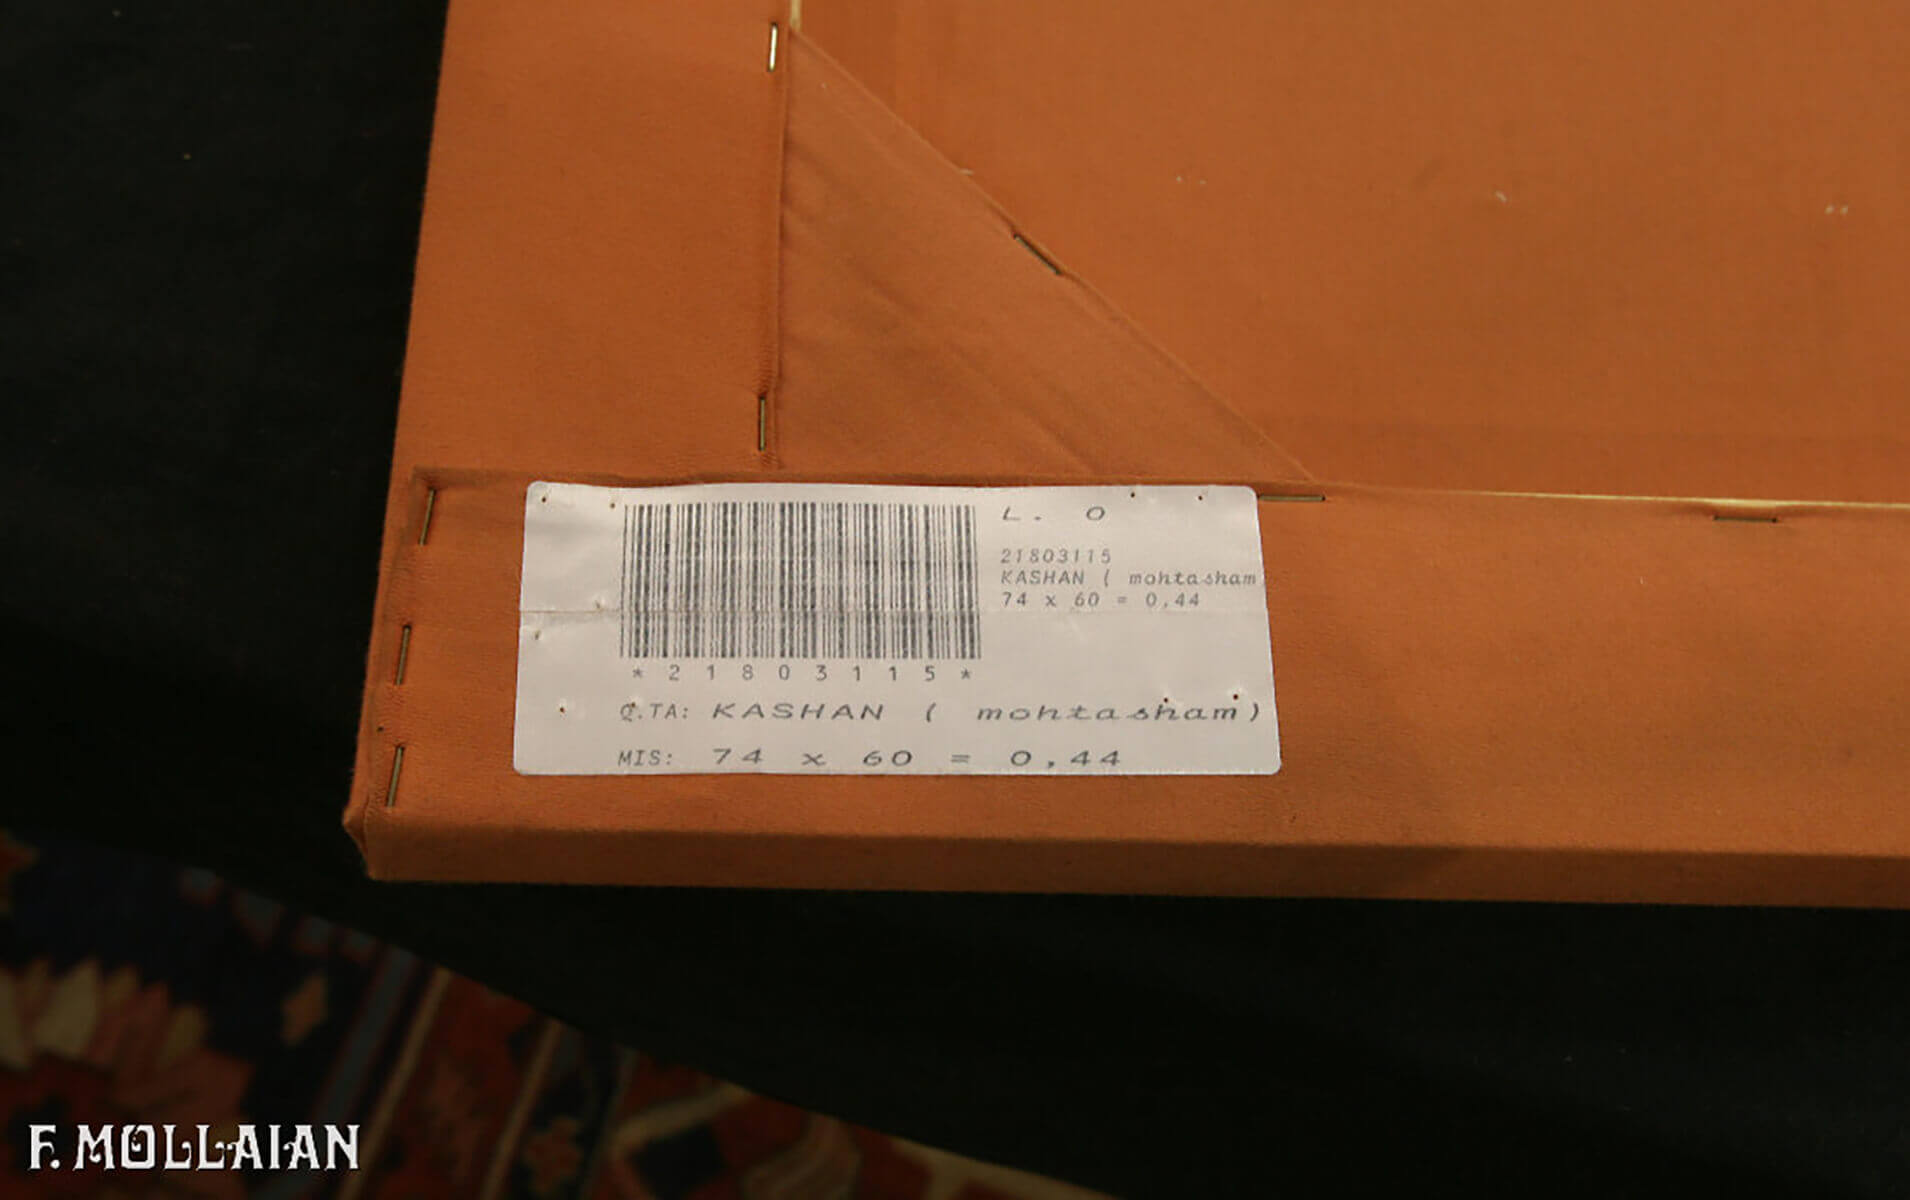 L. 0
21803115
KASHAN ( mohtasham
74 x 60 = 0,44
*21803115*
Q.TA: KASHAN ( mohtasham)
MIS: 74 x 60 = 0,44
F. MOLLAIAN